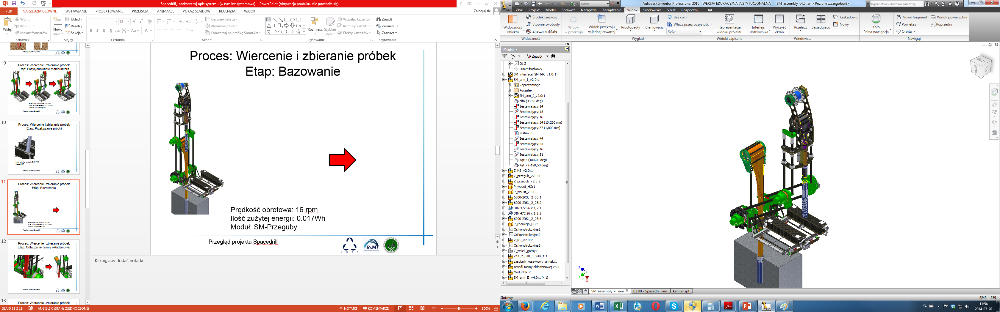 Spacedrill_{podsystem} opis systemu (w tym inz systemowa) - PowerPoint (Aktywacja produktu nie powiodła się)
PLIK NARZĘDZIA GŁÓWNE WSTAWIANIE PROJEKTOWANIE PRZEJŚCIA ANIMACJE POKAZ SLAJDÓW RECENZJA WIDOK
Zaloguj się
Wklej
Wytnij
Kopiuj
Malarz formatów
Schowek
Nowy slajd
Układ
Resetuj
Sekcja
Slajdy
18
Czcionka
Kierunek tekstu
Wyrównaj tekst
Konwertuj na grafikę SmartArt
Akapit
Rozmieść
Szybkie style
Wypełn. kształtu
Kontury kształtu
Efekty kształtów
Rysowanie
Znajdź
Zamień
Zaznacz
Edytowanie
9
Proces: Wiercenie i zbieranie próbek
Etap: Pozycjonowanie manipulatora
Prędkość obrotowa: 16 rpm
Ilość zużytej energii: 0.017Wh
Moduł: SM-Przeguby
Przegląd projektu Spacedrill
10
Proces: Wiercenie i zbieranie próbek
Etap: Przekazanie próbki
Ilość zużytej energii: 0.017Wh
Moduł: DR
Przegląd projektu Spacedrill
11
Proces: Wiercenie i zbieranie próbek
Etap: Bazowanie
Prędkość obrotowa: 16 rpm
Ilość zużytej energii: 0.017Wh
Moduł: SM-Przeguby
Przegląd projektu Spacedrill
12
Proces: Wiercenie i zbieranie próbek
Etap: Odłączanie taśmy okładzinowej
Przegląd projektu Spacedrill
13
Proces: Wiercenie i zbieranie próbek
Proces: Wiercenie i zbieranie próbek
Etap: Bazowanie
Prędkość obrotowa: 16 rpm
Ilość zużytej energii: 0.017Wh
Moduł: SM-Przeguby
Przegląd projektu Spacedrill
L M R S
R&M
Kliknij, aby dodać notatki
SLAJD 11 Z 19 ANGIELSKI (STANY ZJEDNOCZONE) NOTATKI KOMENTARZE 100%
Autodesk Inventor Professional 2010 - WERSJA EDUKACYJNA INSTYTUCJONALNA SM_assembly_v4.0.iam<Poziom szczegółów2>
Kolor
Wpisz słowo kluczowe lub frazę
PRO
Złóż Projekt Model Sprawdź Narzędzia Zarządzanie Widok Środowiska Vault Rozpocznij
Widoczność obiektu
Środek ciężkości
Stopnie swobody
Znaczniki iMate
Widoczność
Widoki w przekroju
Widok przekroju w jednej czwartej
Prostopadły
Cieniowany
Bez cieni
Włącz przezroczystość
Kolor
Wygląd
Reprezentacje widoku projektu
Widoki zapisane
Interfejs użytkownika
Wyczyść ekran
Przełącz
Sąsiadująco
Kaskadowo
Nowy
Windows...
Koło
Pełna nawigacja
Nowy fragment
Powiększ
Orbita
Widok powierzchni
Poprzedni
Nawiguj
Model
Zespół
Oś Z
Punkt środkowy
SM_interface_SM_MR_v1.0:1
SM_arm_I_v2.0:1
Reprezentacje
Początek
SM_arm_I_v2.0:1
alfa (38,50 deg)
Zestawiający:14
Zestawiający:15
Zestawiający:16
Zestawiający:34 (10,250 mm)
Zestawiający:37 (1,000 mm)
Wstaw:8
Zestawiający:44
Zestawiający:45
Zestawiający:46
Zestawiający:51
Kąt:5 (180,00 deg)
Kąt:7 (-128,50 deg)
Z_NS_v2.0:1
Z_przegub_v2.0:1
Z_przegub_v2.0:2
P_wpust_HG:1
P_wpust_ZS:1
6000-2RSL_2_03:1
6000-2RSL_2_03:2
DIN 472 26 x 1,2:1
DIN 472 26 x 1,2:2
6000-2RSL_2_03:3
P_redukcja_HG:1
Oś konstrukcyjna1
Oś konstrukcyjna2
Z_NS_v2.0:2
Oś konstrukcyjna3
Z_walek_gorny:1
Z14_2_048_0_244_1:1
zasobnik_koszykowy_amtek:1
zespół taśmy okładzinowej v3:1
Moduł DR:2
SM_arm_II_v4.0:1 (~1)
Z
Y
X
SM_assembly_v...iam 03.00 - Spacedri...iam kamien.ipt
Gotowy
2245 639
PL
11:54
2014-03-20